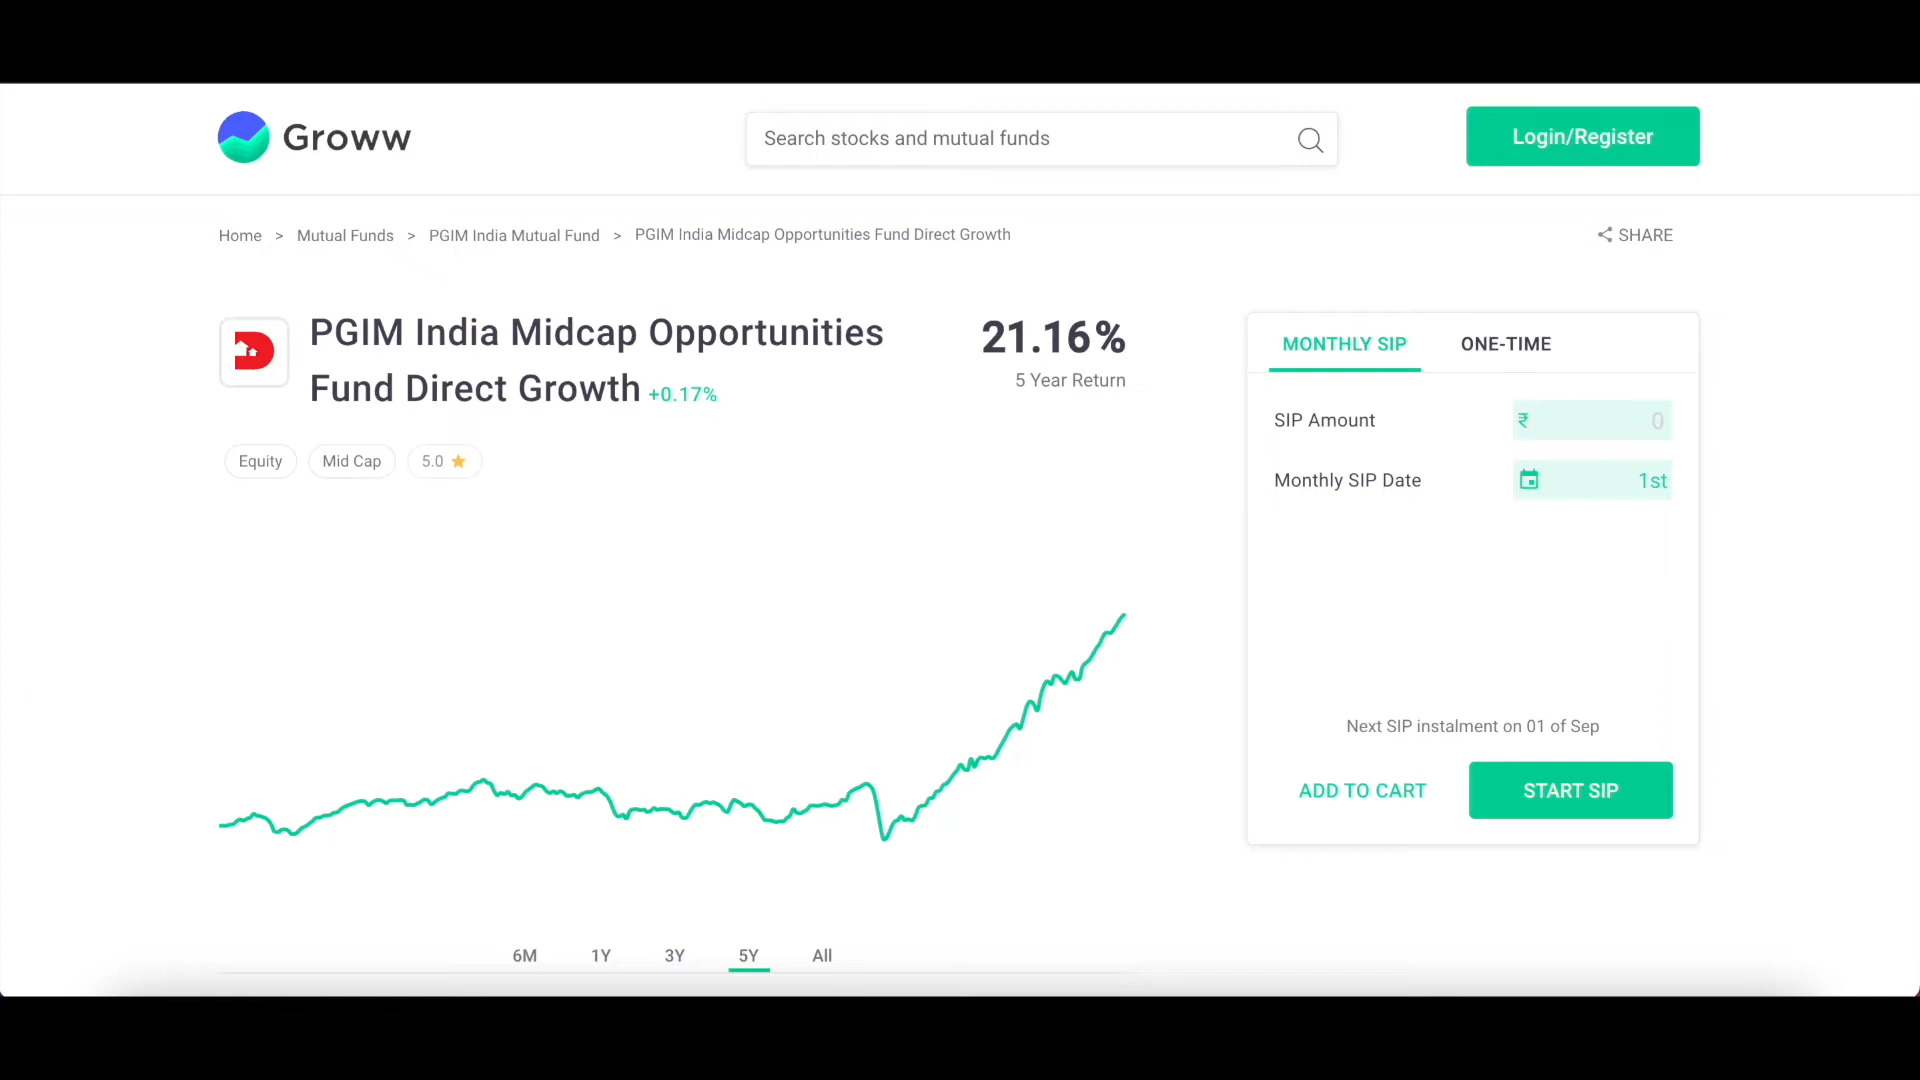 Groww
Search stocks and mutual funds
Login/Register
Home > Mutual Funds > PGIM India Mutual Fund > PGIM India Midcap Opportunities Fund Direct Growth
SHARE
PGIM India Midcap Opportunities
Fund Direct Growth +0.17%
21.16%
5 Year Return
Equity
Mid Cap
5.0
MONTHLY SIP
ONE-TIME
SIP Amount
₹ 0
Monthly SIP Date
1st
Next SIP instalment on 01 of Sep
ADD TO CART
START SIP
6M
1Y
3Y
5Y
All